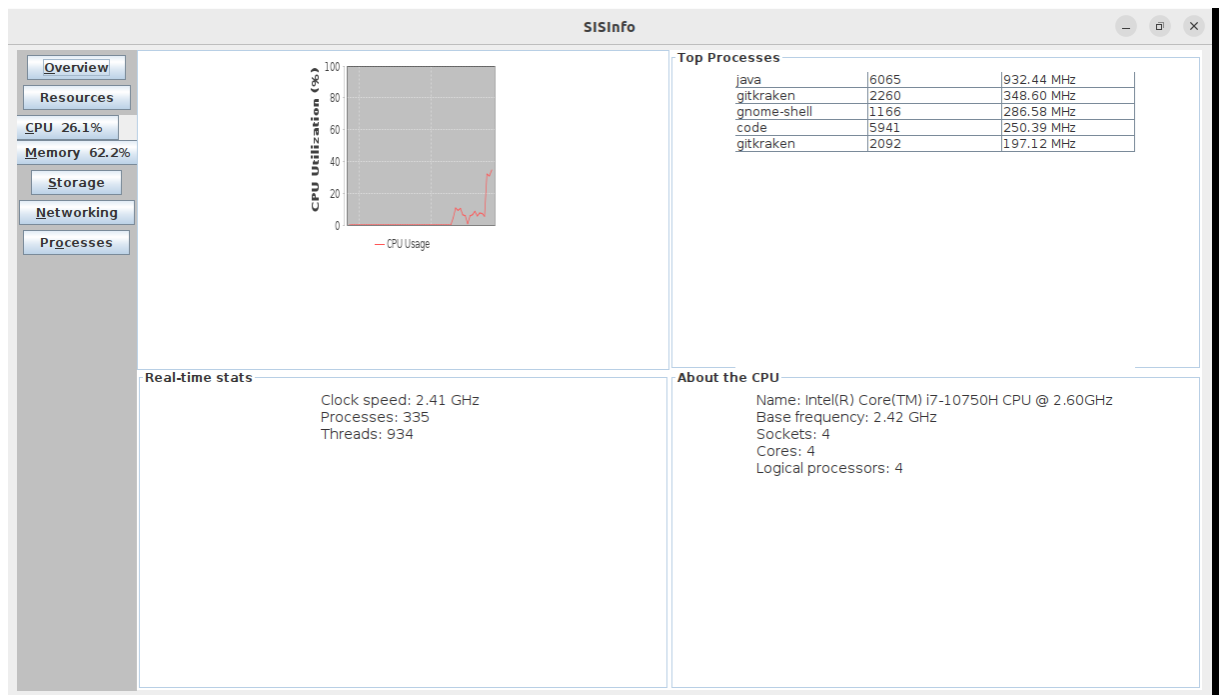 SISInfo
Overview
Resources
CPU 26.1%
Memory 62.2%
Storage
Networking
Processes
CPU Utilization (%)
100
80
60
40
20
0
CPU Usage
Top Processes
java 6065 932.44 MHz
gitkraken 2260 348.60 MHz
gnome-shell 1166 286.58 MHz
code 5941 250.39 MHz
gitkraken 2092 197.12 MHz
Real-time stats
Clock speed: 2.41 GHz
Processes: 335
Threads: 934
About the CPU
Name: Intel(R) Core(TM) i7-10750H CPU @ 2.60GHz
Base frequency: 2.42 GHz
Sockets: 4
Cores: 4
Logical processors: 4